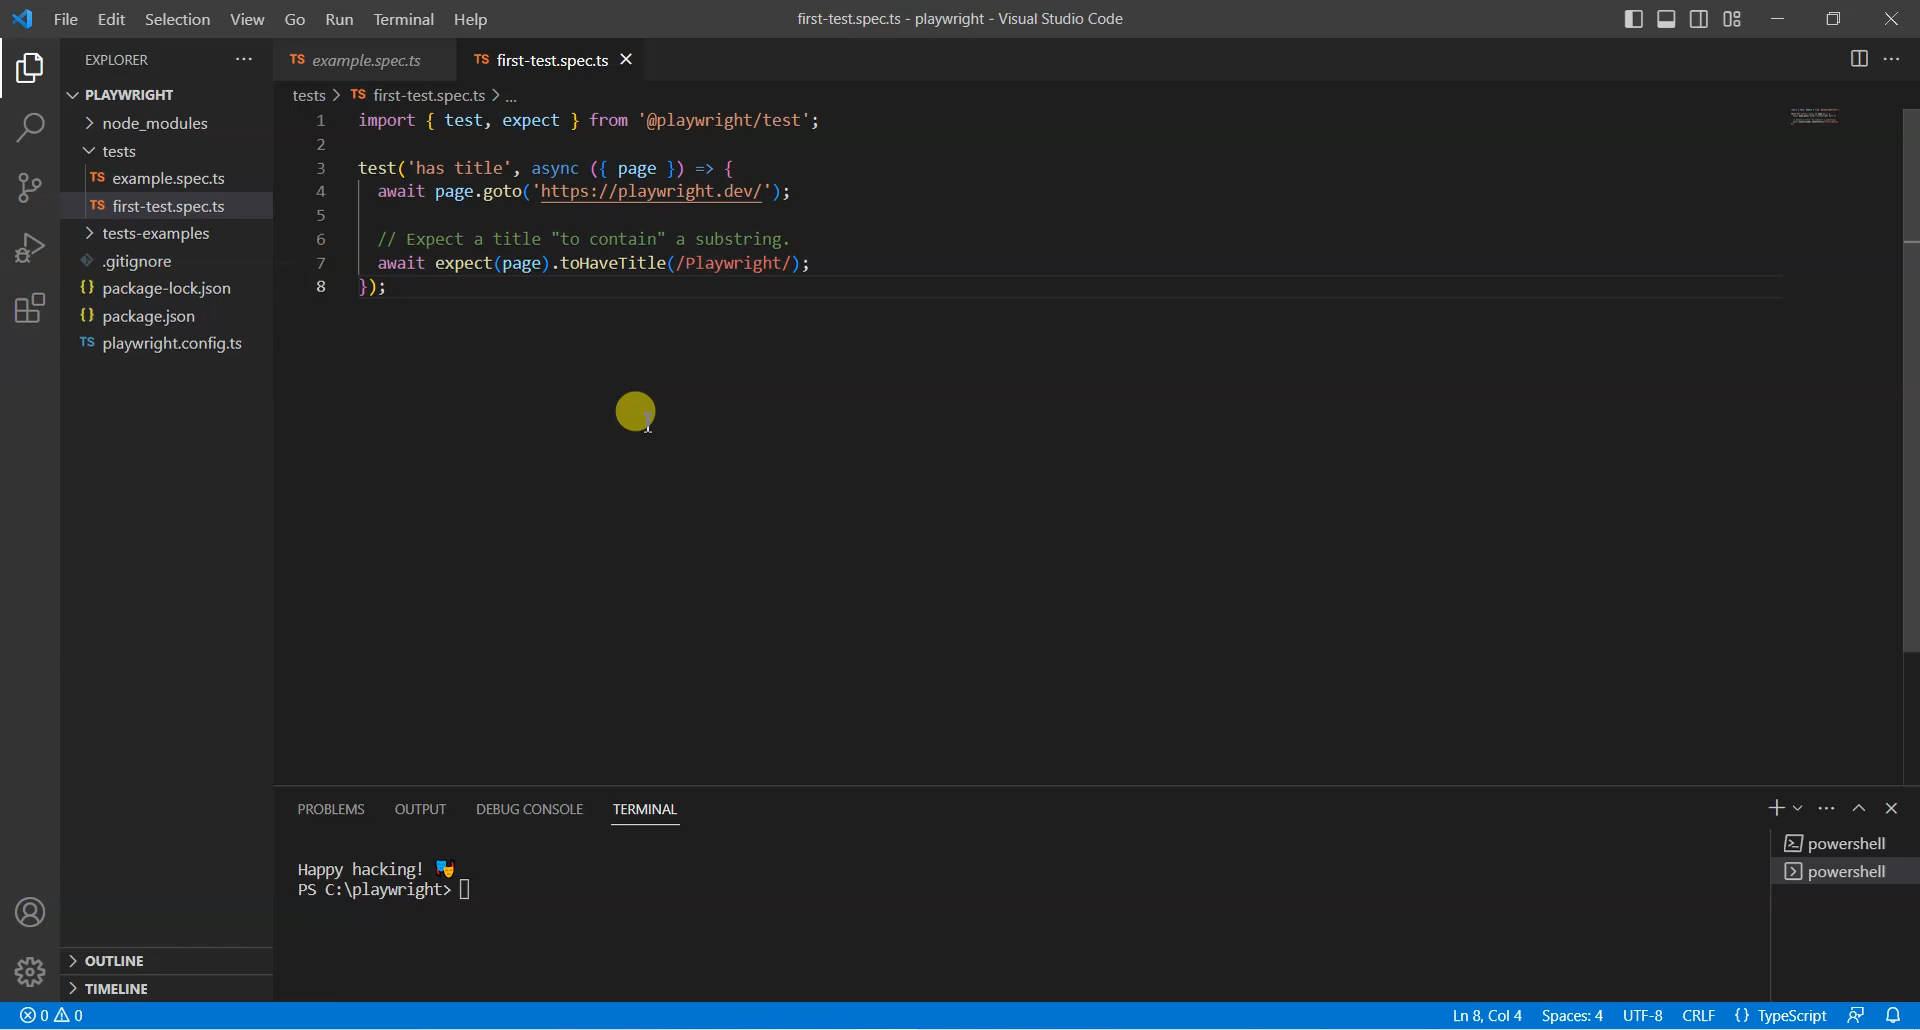 File Edit Selection View Go Run Terminal Help
first-test.spec.ts - playwright - Visual Studio Code
EXPLORER
PLAYWRIGHT
node_modules
tests
TS example.spec.ts
TS first-test.spec.ts
tests-examples
.gitignore
{} package-lock.json
{} package.json
TS playwright.config.ts
OUTLINE
TIMELINE
TS example.spec.ts
TS first-test.spec.ts
tests > TS first-test.spec.ts > ...
1 import { test, expect } from '@playwright/test';
2
3 test('has title', async ({ page }) => {
4 await page.goto('https://playwright.dev/');
5
6 // Expect a title "to contain" a substring.
7 await expect(page).toHaveTitle(/Playwright/);
8 });
PROBLEMS OUTPUT DEBUG CONSOLE TERMINAL
Happy hacking! 🎭
PS C:\playwright>
powershell
powershell
0 0
Ln 8, Col 4 Spaces: 4 UTF-8 CRLF {} TypeScript